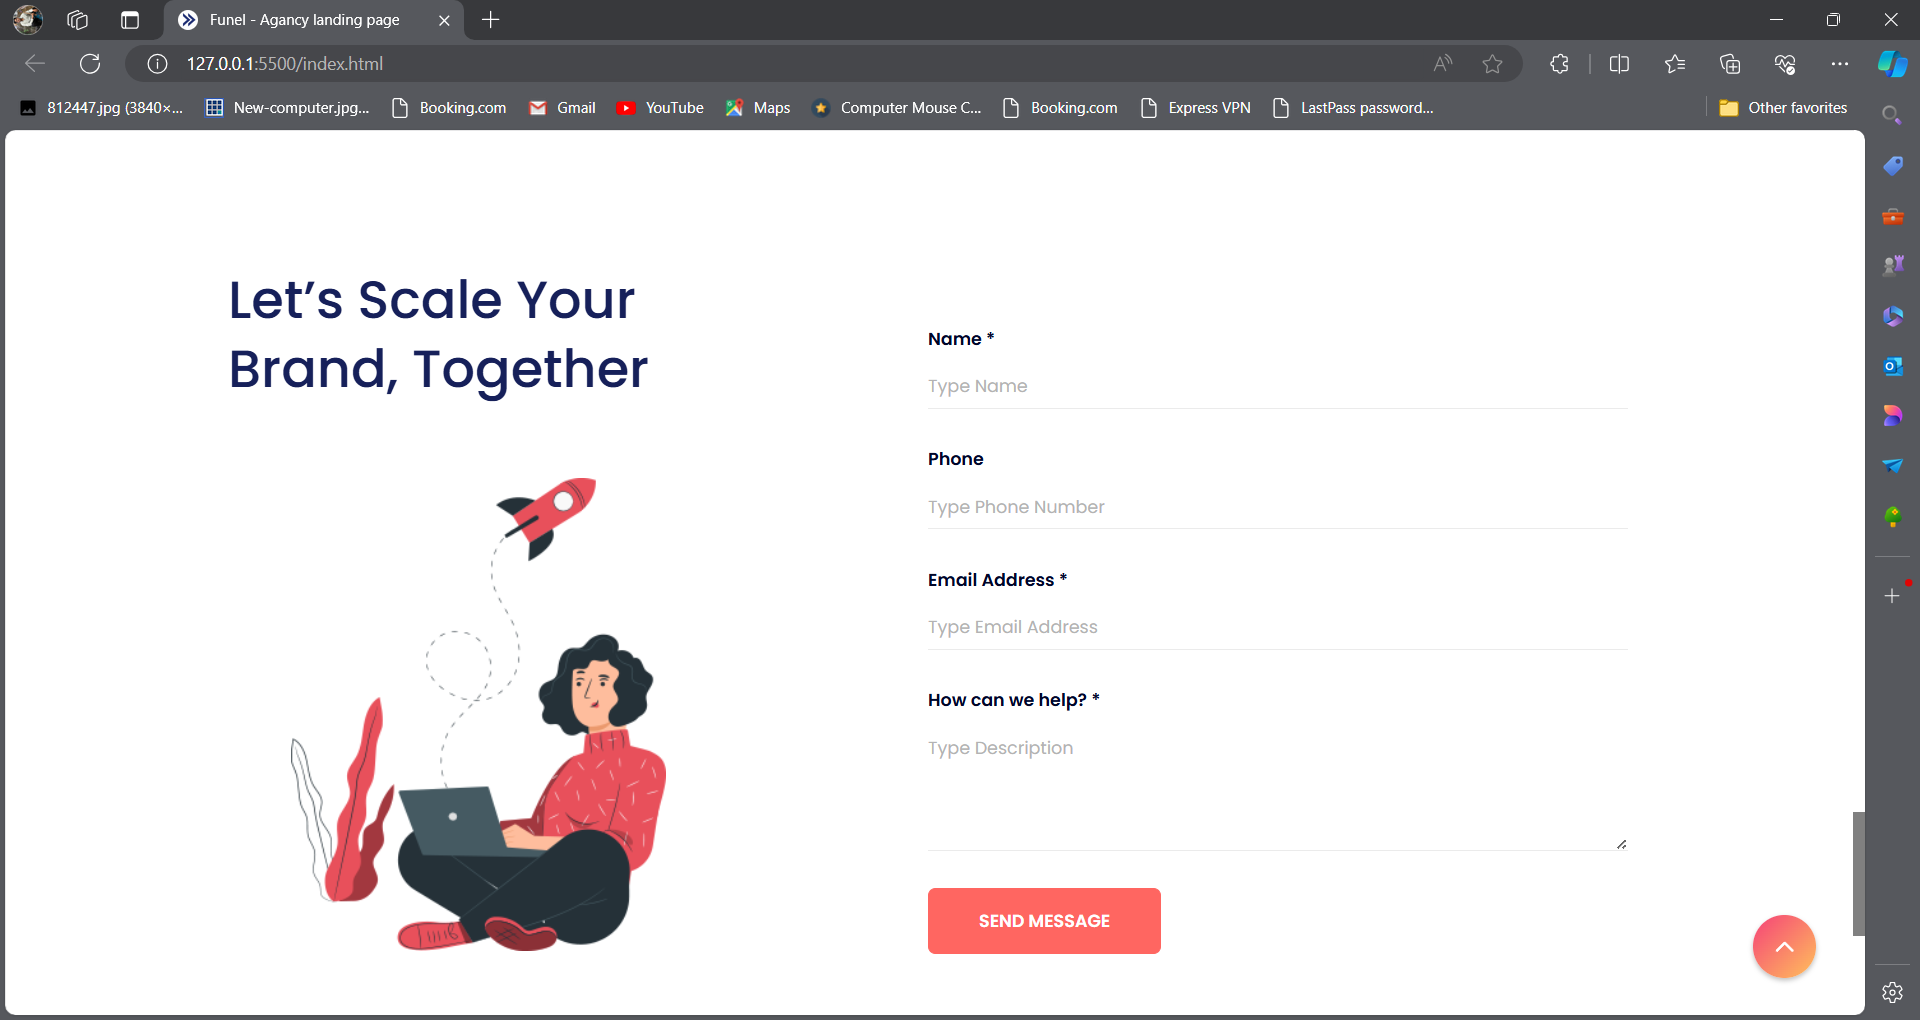 Funel - Agancy landing page
127.0.0.1:5500/index.html
812447.jpg (3840×...
New-computer.jpg...
Booking.com
Gmail
YouTube
Maps
Computer Mouse C...
Booking.com
Express VPN
LastPass password...
Other favorites
Let’s Scale Your
Brand, Together
Name *
Type Name
Phone
Type Phone Number
Email Address *
Type Email Address
How can we help? *
Type Description
SEND MESSAGE